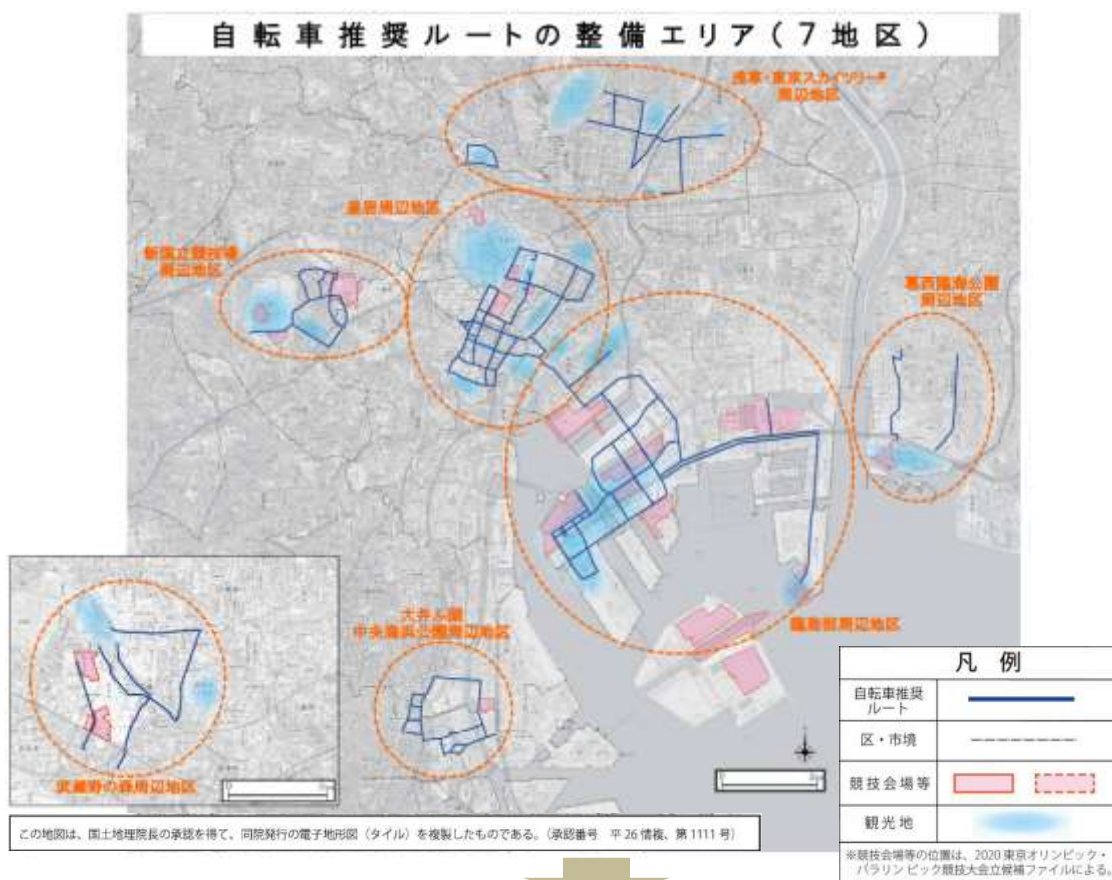 自転車推奨ルートの整備エリア(7地区)
浅草・東京スカイツリー®
周辺地区
皇居周辺地区
新国立競技場
周辺地区
葛西臨海公園
周辺地区
大井ふ頭
中央海浜公園周辺地区
臨海部周辺地区
武蔵野の森周辺地区
この地図は、国土地理院長の承認を得て、同院発行の電子地形図(タイル)を複製したものである。(承認番号 平26情複、第1111号)
凡 例
自転車推奨
ルート
区・市境
競技会場等
観光地
※競技会場等の位置は、2020東京オリンピック・
パラリンピック競技大会立候補ファイルによる。